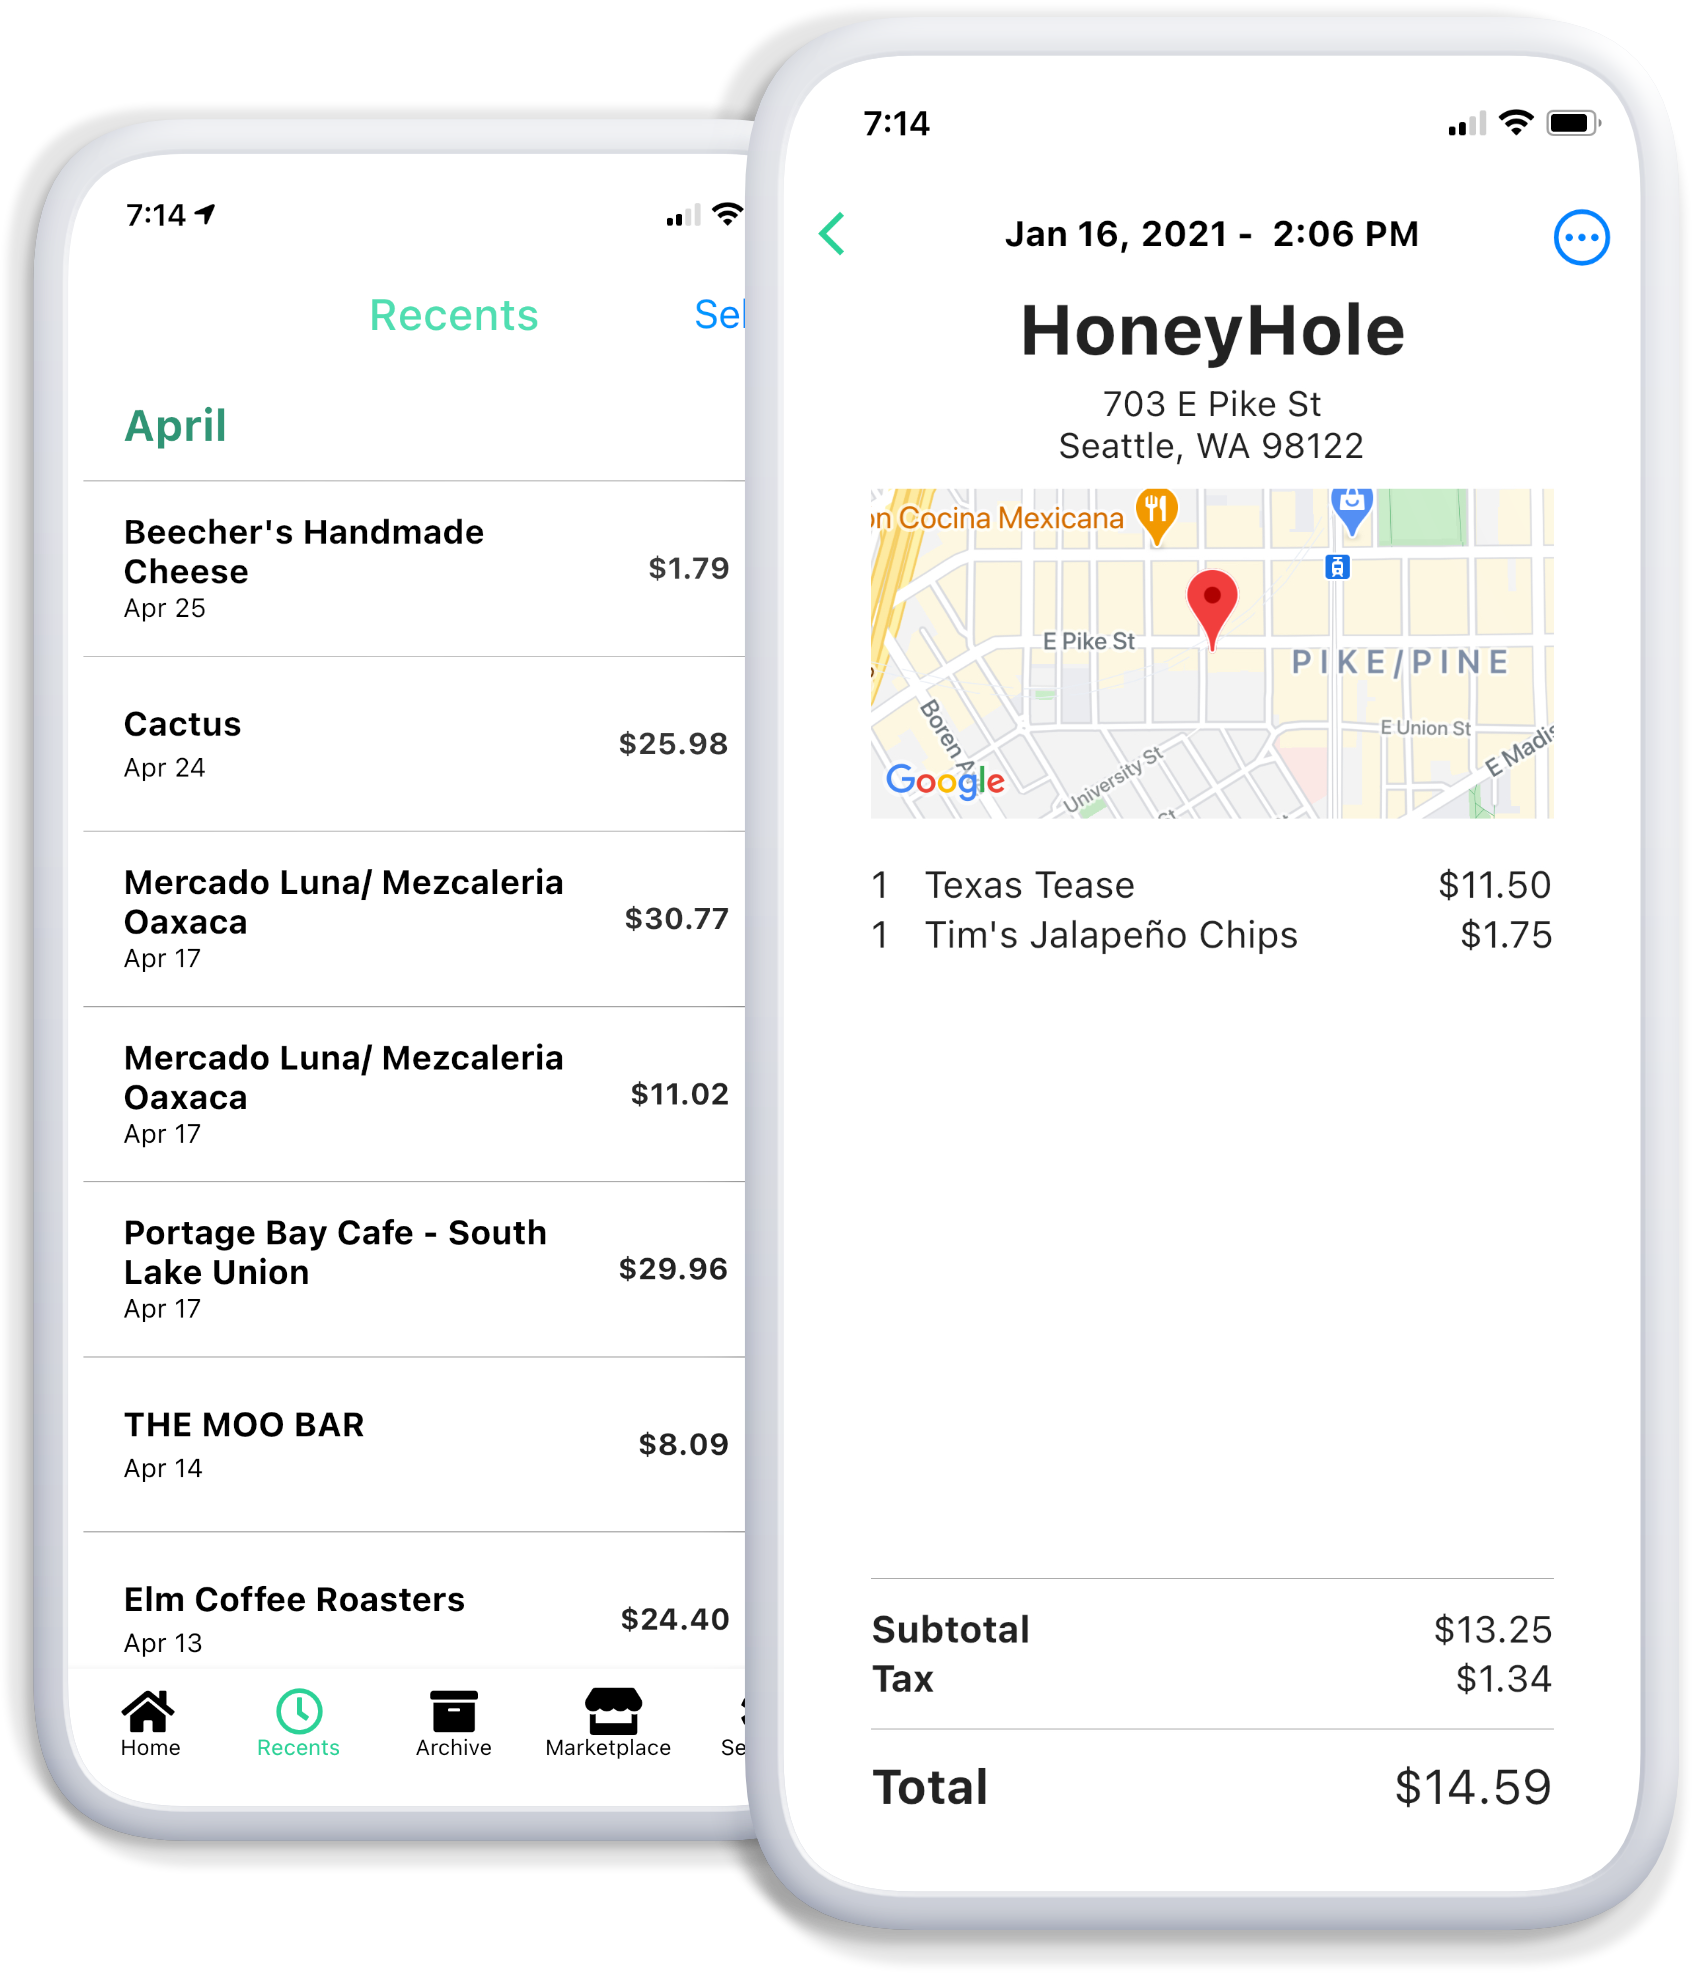 7:14
Recents
Sel
April
Beecher's Handmade
Cheese
$1.79
Apr 25
Cactus
$25.98
Apr 24
Mercado Luna/ Mezcaleria
Oaxaca
$30.77
Apr 17
Mercado Luna/ Mezcaleria
Oaxaca
$11.02
Apr 17
Portage Bay Cafe - South
Lake Union
$29.96
Apr 17
THE MOO BAR
$8.09
Apr 14
Elm Coffee Roasters
$24.40
Apr 13
Home
Recents
Archive
Marketplace
Se
7:14
Jan 16, 2021 - 2:06 PM
HoneyHole
703 E Pike St
Seattle, WA 98122
on Cocina Mexicana
E Pike St
PIKE/PINE
Boren A
E Union St
E Madis
University St
St
Google
1 Texas Tease $11.50
1 Tim's Jalapeño Chips $1.75
Subtotal $13.25
Tax $1.34
Total $14.59